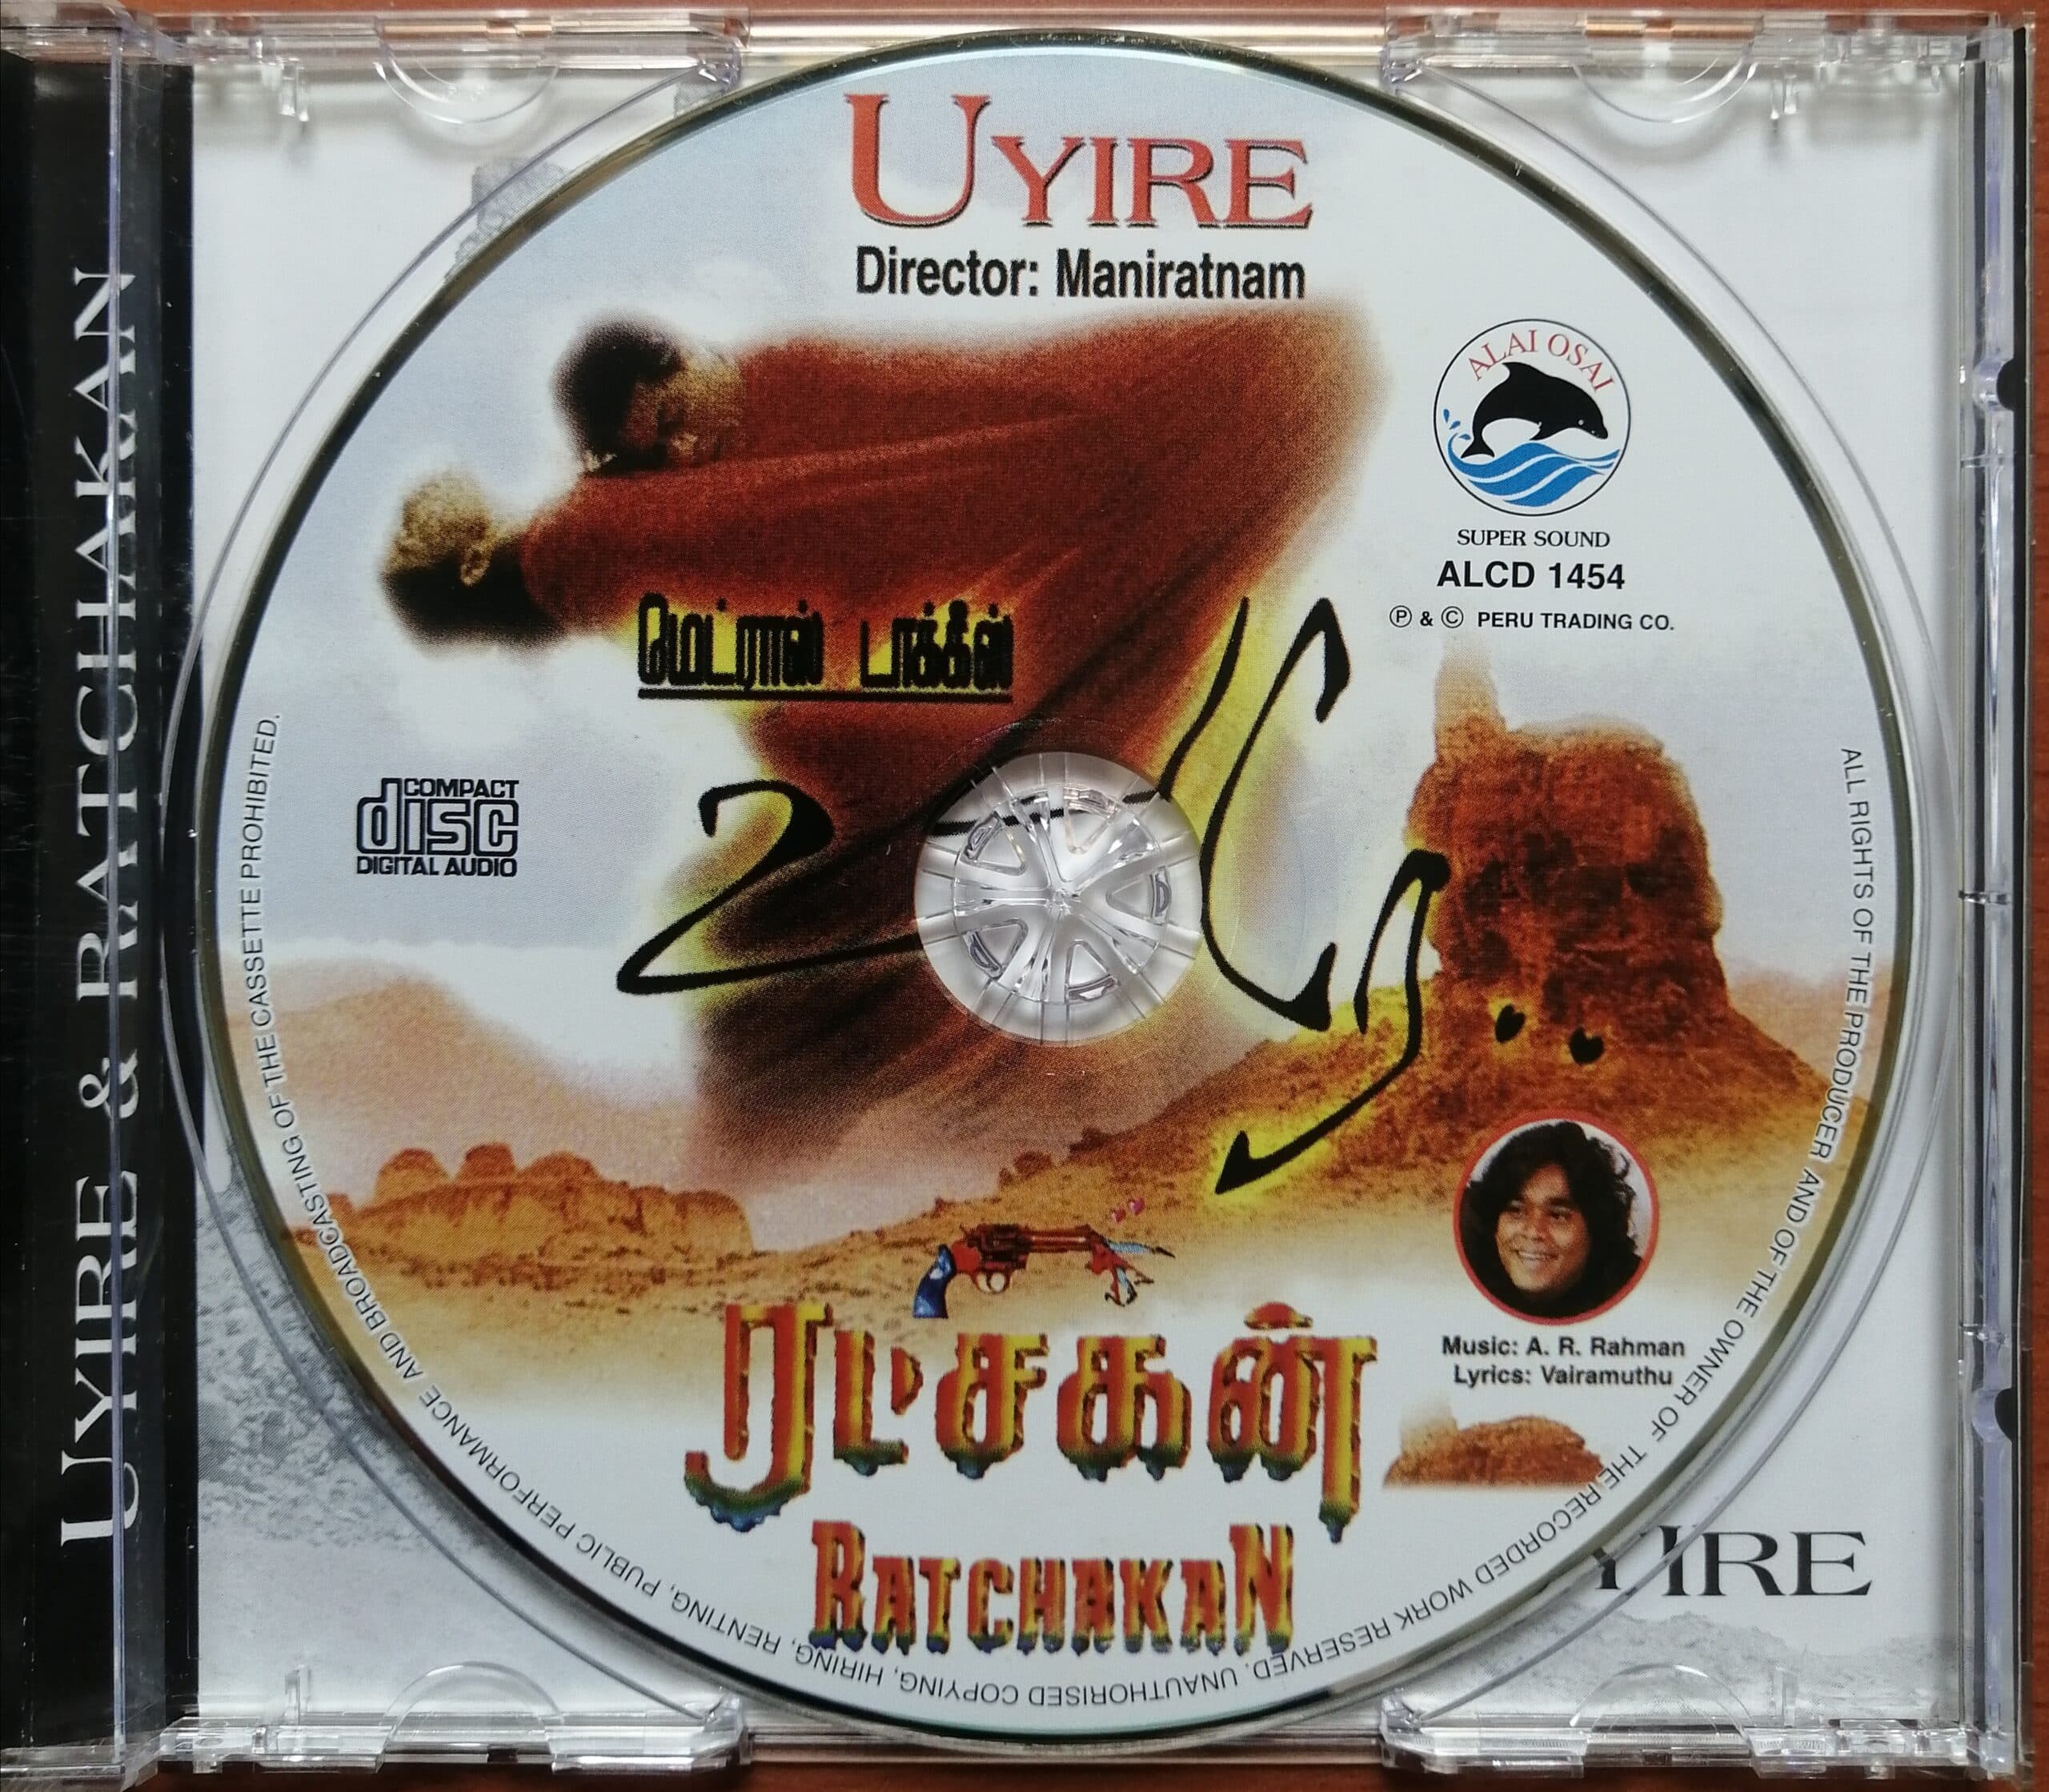 UYIRE & RATCHAKAN
UYIRE
Director: Maniratnam
ALAI OSAI
SUPER SOUND
ALCD 1454
Ⓟ & © PERU TRADING CO.
மெட்ராஸ் டாக்கீஸ்
உயிரே..
COMPACT
disc
DIGITAL AUDIO
ரட்சகன்
RATCHAKAN
Music: A. R. Rahman
Lyrics: Vairamuthu
ALL RIGHTS OF THE PRODUCER AND OF THE OWNER OF THE RECORDED WORK RESERVED. UNAUTHORISED COPYING, HIRING, RENTING, PUBLIC PERFORMANCE AND BROADCASTING OF THE CASSETTE PROHIBITED.
YIRE